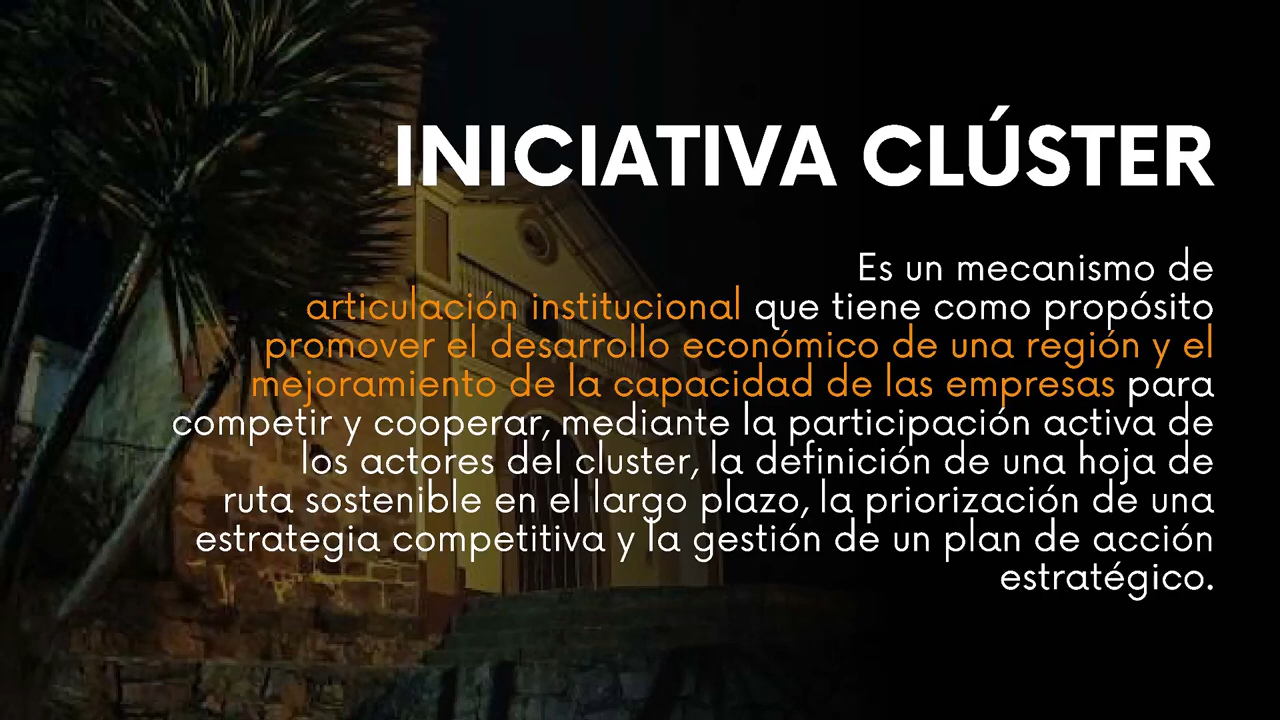 INICIATIVA CLÚSTER
Es un mecanismo de
articulación institucional que tiene como propósito
promover el desarrollo económico de una región y el
mejoramiento de la capacidad de las empresas para
competir y cooperar, mediante la participación activa de
los actores del cluster, la definición de una hoja de
ruta sostenible en el largo plazo, la priorización de una
estrategia competitiva y la gestión de un plan de acción
estratégico.